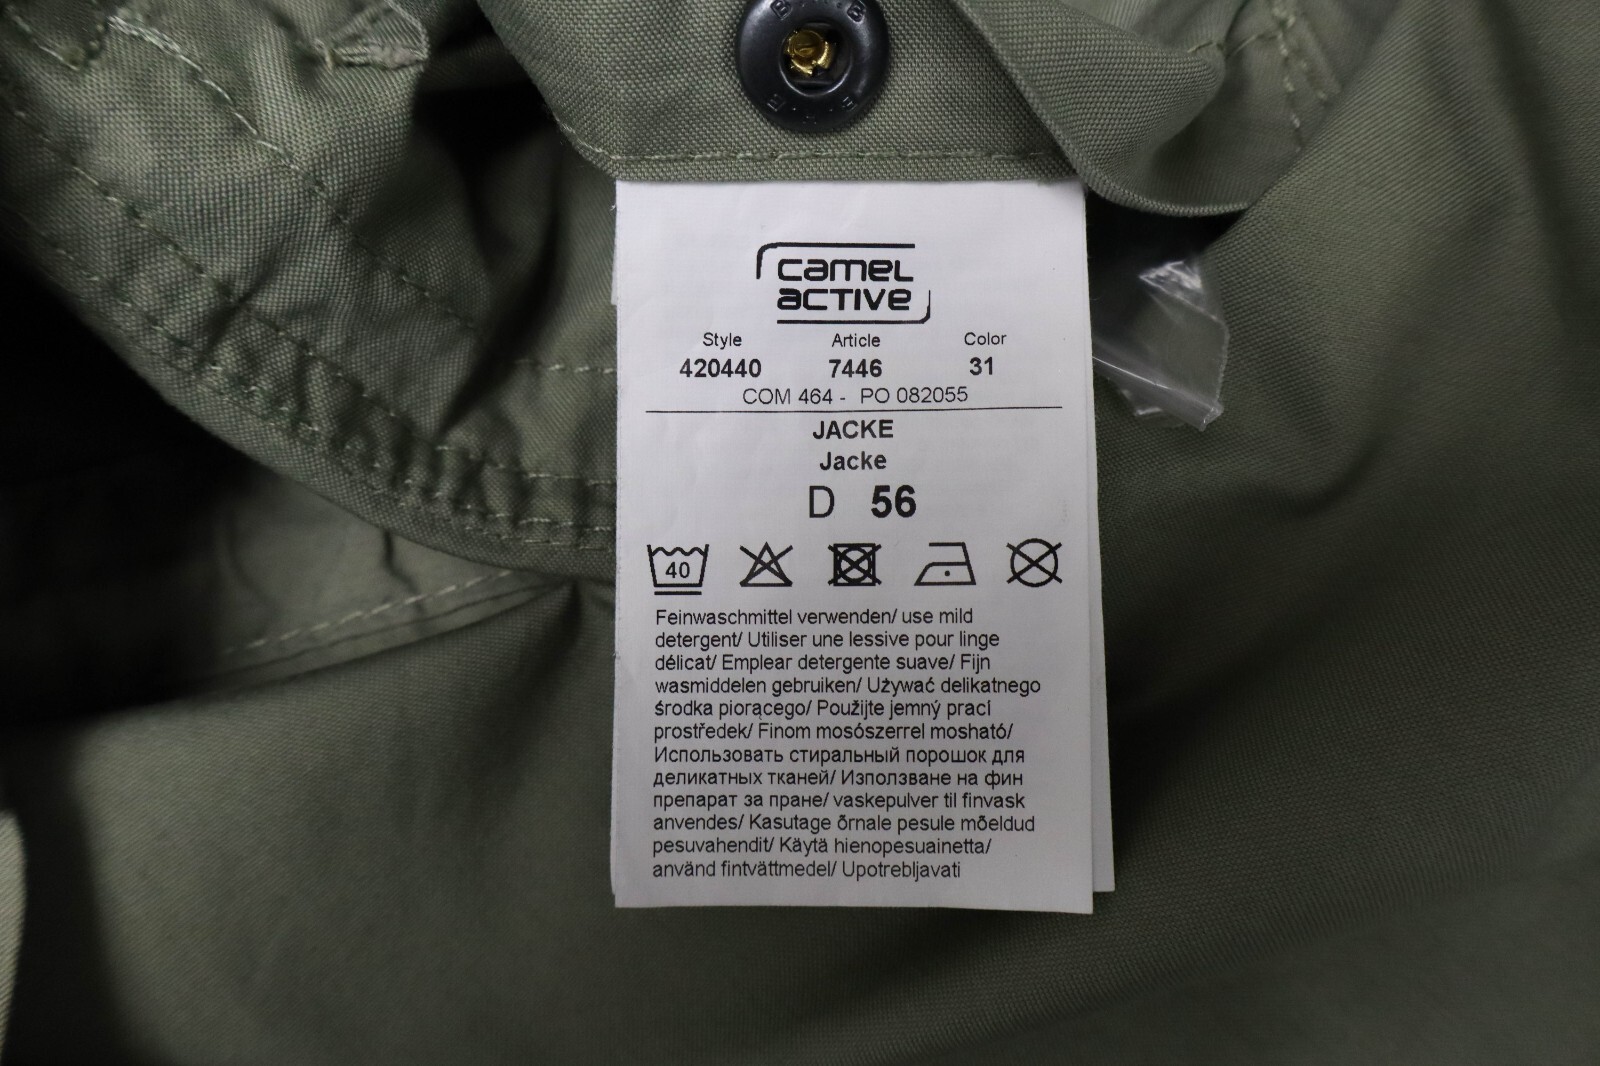 camel
active
Style Article Color
420440 7446 31
COM 464 - PO 082055
JACKE
Jacke
D 56
40
Feinwaschmittel verwenden/ use mild
detergent/ Utiliser une lessive pour linge
délicat/ Emplear detergente suave/ Fijn
wasmiddelen gebruiken/ Używać delikatnego
środka piorącego/ Použijte jemný prací
prostředek/ Finom mosószerrel mosható/
Использовать стиральный порошок для
деликатных тканей/ Използване на фин
препарат за пране/ vaskepulver til finvask
anvendes/ Kasutage õrnale pesule mõeldud
pesuvahendit/ Käytä hienopesuainetta/
använd fintvättmedel/ Upotrebljavati